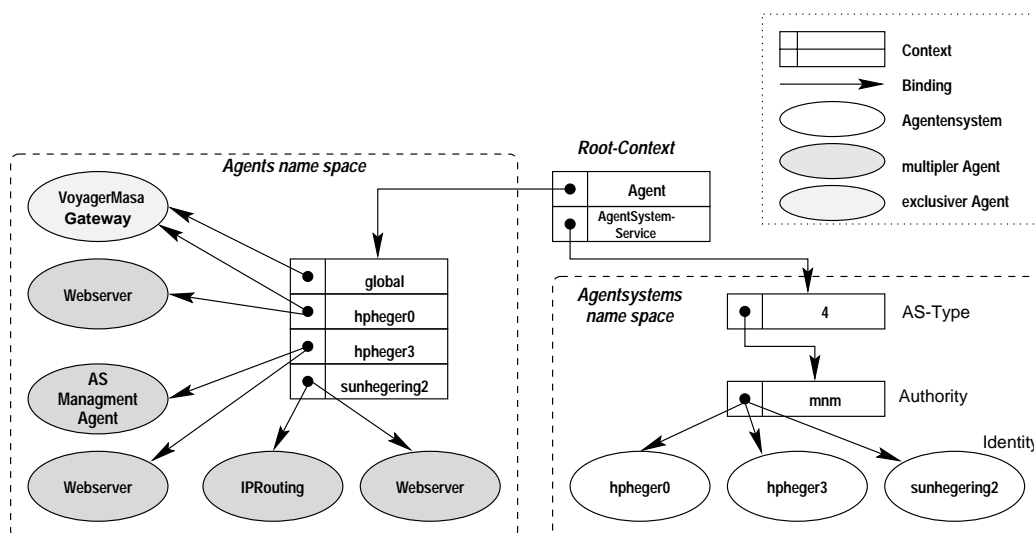 Context
Binding
Agentensystem
multipler Agent
exclusiver Agent
Root-Context
Agent
AgentSystem-
Service
Agents name space
VoyagerMasa
Gateway
Webserver
AS
Managment
Agent
Webserver
IPRouting
Webserver
global
hpheger0
hpheger3
sunhegering2
Agentsystems
name space
4
AS-Type
mnm
Authority
Identity
hpheger0
hpheger3
sunhegering2